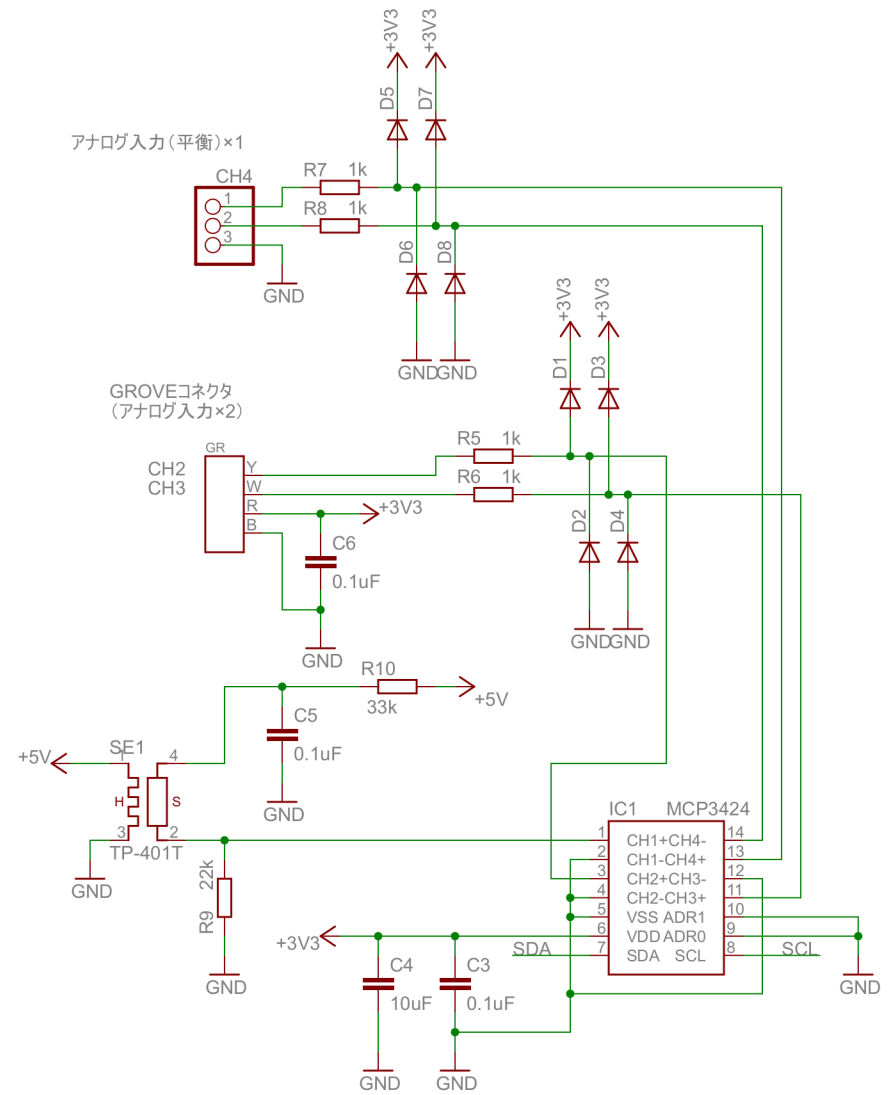 +3V3
+3V3
D5
D7
アナログ入力（平衡）×1
CH4
R7 1k
1
R8 1k
2
3
D6
D8
GND
+3V3
+3V3
GND
GND
D1
D3
GROVEコネクタ
（アナログ入力×2）
GR
R5 1k
CH2
Y
CH3
R6 1k
W
R
+3V3
B
D2
D4
C6
0.1uF
GND
GND
GND
R10
33k
+5V
C5
0.1uF
+5V
SE1
1
4
H
S
3
2
TP-401T
GND
GND
22k
R9
GND
IC1 MCP3424
1 CH1+ CH4- 14
2 CH1- CH4+ 13
3 CH2+ CH3- 12
4 CH2- CH3+ 11
5 VSS ADR1 10
6 VDD ADR0 9
7 SDA SCL 8
+3V3
SDA
SCL
C4
10uF
C3
0.1uF
GND
GND
GND